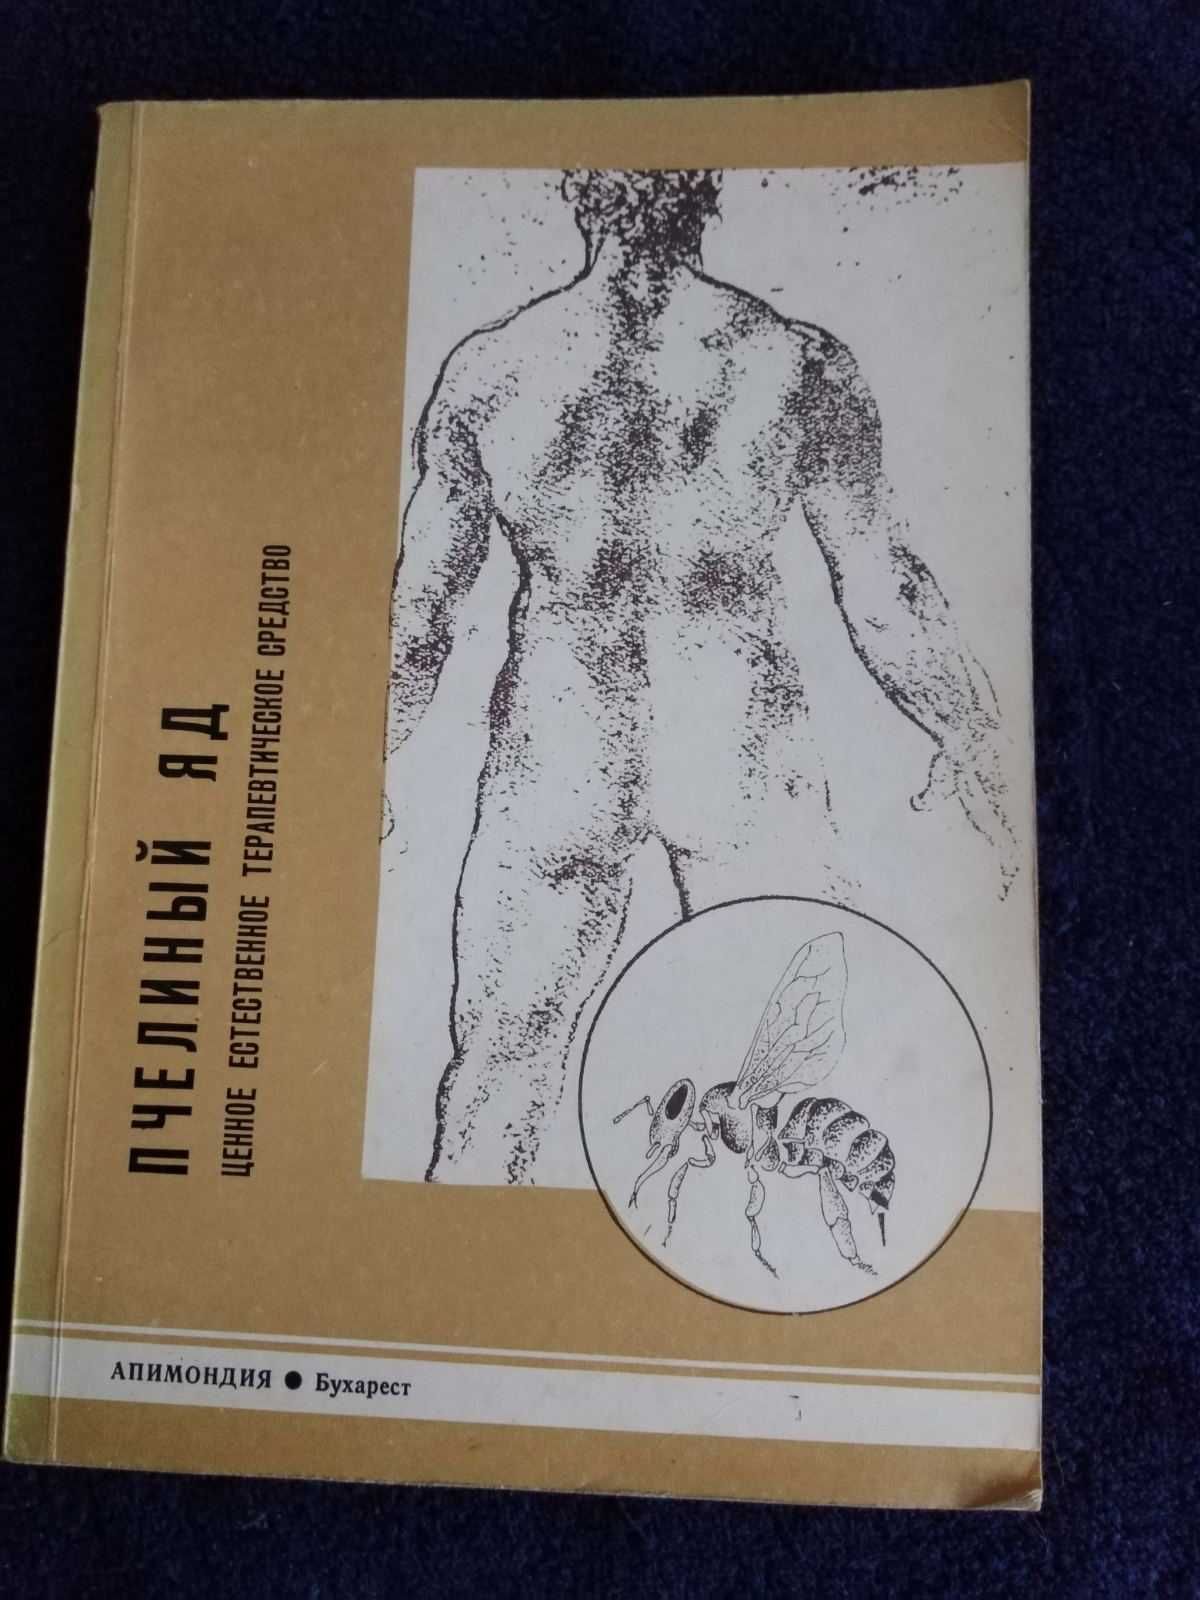 ПЧЕЛИНЫЙ ЯД
ЦЕННОЕ ЕСТЕСТВЕННОЕ ТЕРАПЕВТИЧЕСКОЕ СРЕДСТВО
АПИМОНДИЯ ● Бухарест